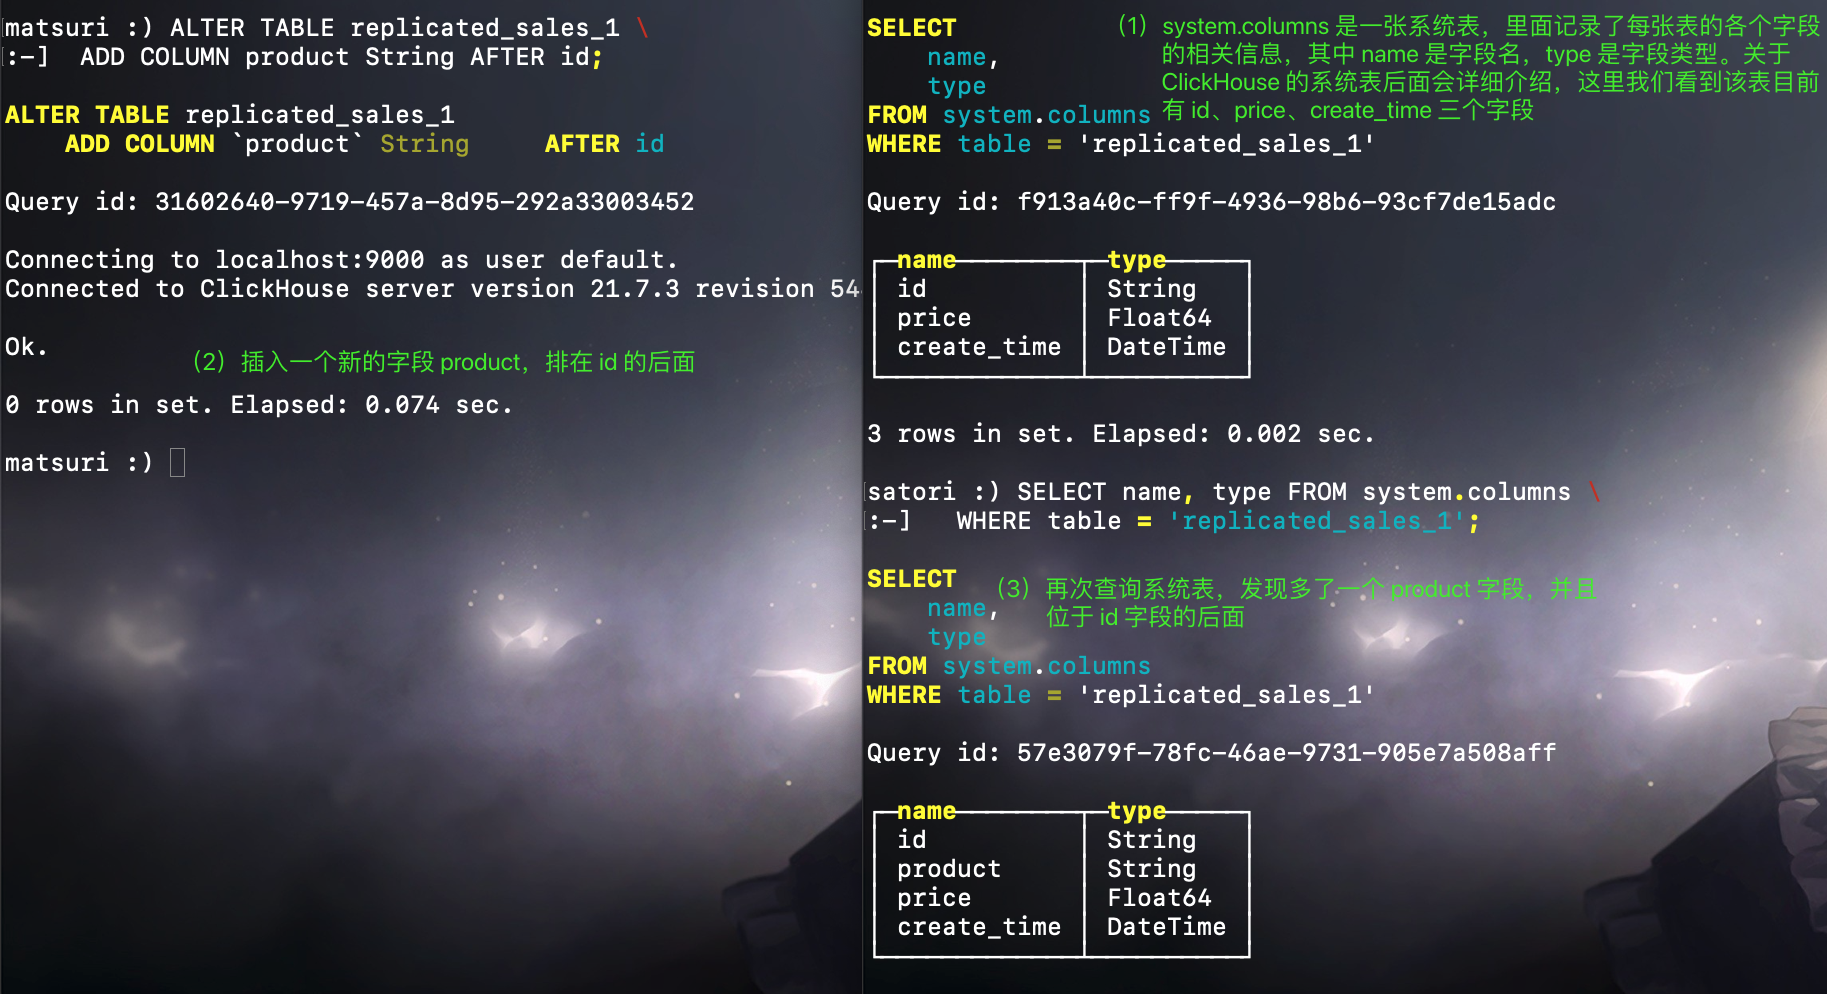 matsuri :) ALTER TABLE replicated_sales_1 \
:-] ADD COLUMN product String AFTER id;
ALTER TABLE replicated_sales_1
ADD COLUMN `product` String AFTER id
Query id: 31602640-9719-457a-8d95-292a33003452
Connecting to localhost:9000 as user default.
Connected to ClickHouse server version 21.7.3 revision 54
Ok.
（2）插入一个新的字段 product，排在 id 的后面
0 rows in set. Elapsed: 0.074 sec.
matsuri :)
SELECT
name,
type
FROM system.columns
WHERE table = 'replicated_sales_1'
（1）system.columns 是一张系统表，里面记录了每张表的各个字段
的相关信息，其中 name 是字段名，type 是字段类型。关于
ClickHouse 的系统表后面会详细介绍，这里我们看到该表目前
有 id、price、create_time 三个字段
Query id: f913a40c-ff9f-4936-98b6-93cf7de15adc
name type
id String
price Float64
create_time DateTime
3 rows in set. Elapsed: 0.002 sec.
satori :) SELECT name, type FROM system.columns \
:-] WHERE table = 'replicated_sales_1';
SELECT
name,
type
FROM system.columns
WHERE table = 'replicated_sales_1'
（3）再次查询系统表，发现多了一个 product 字段，并且
位于 id 字段的后面
Query id: 57e3079f-78fc-46ae-9731-905e7a508aff
name type
id String
product String
price Float64
create_time DateTime